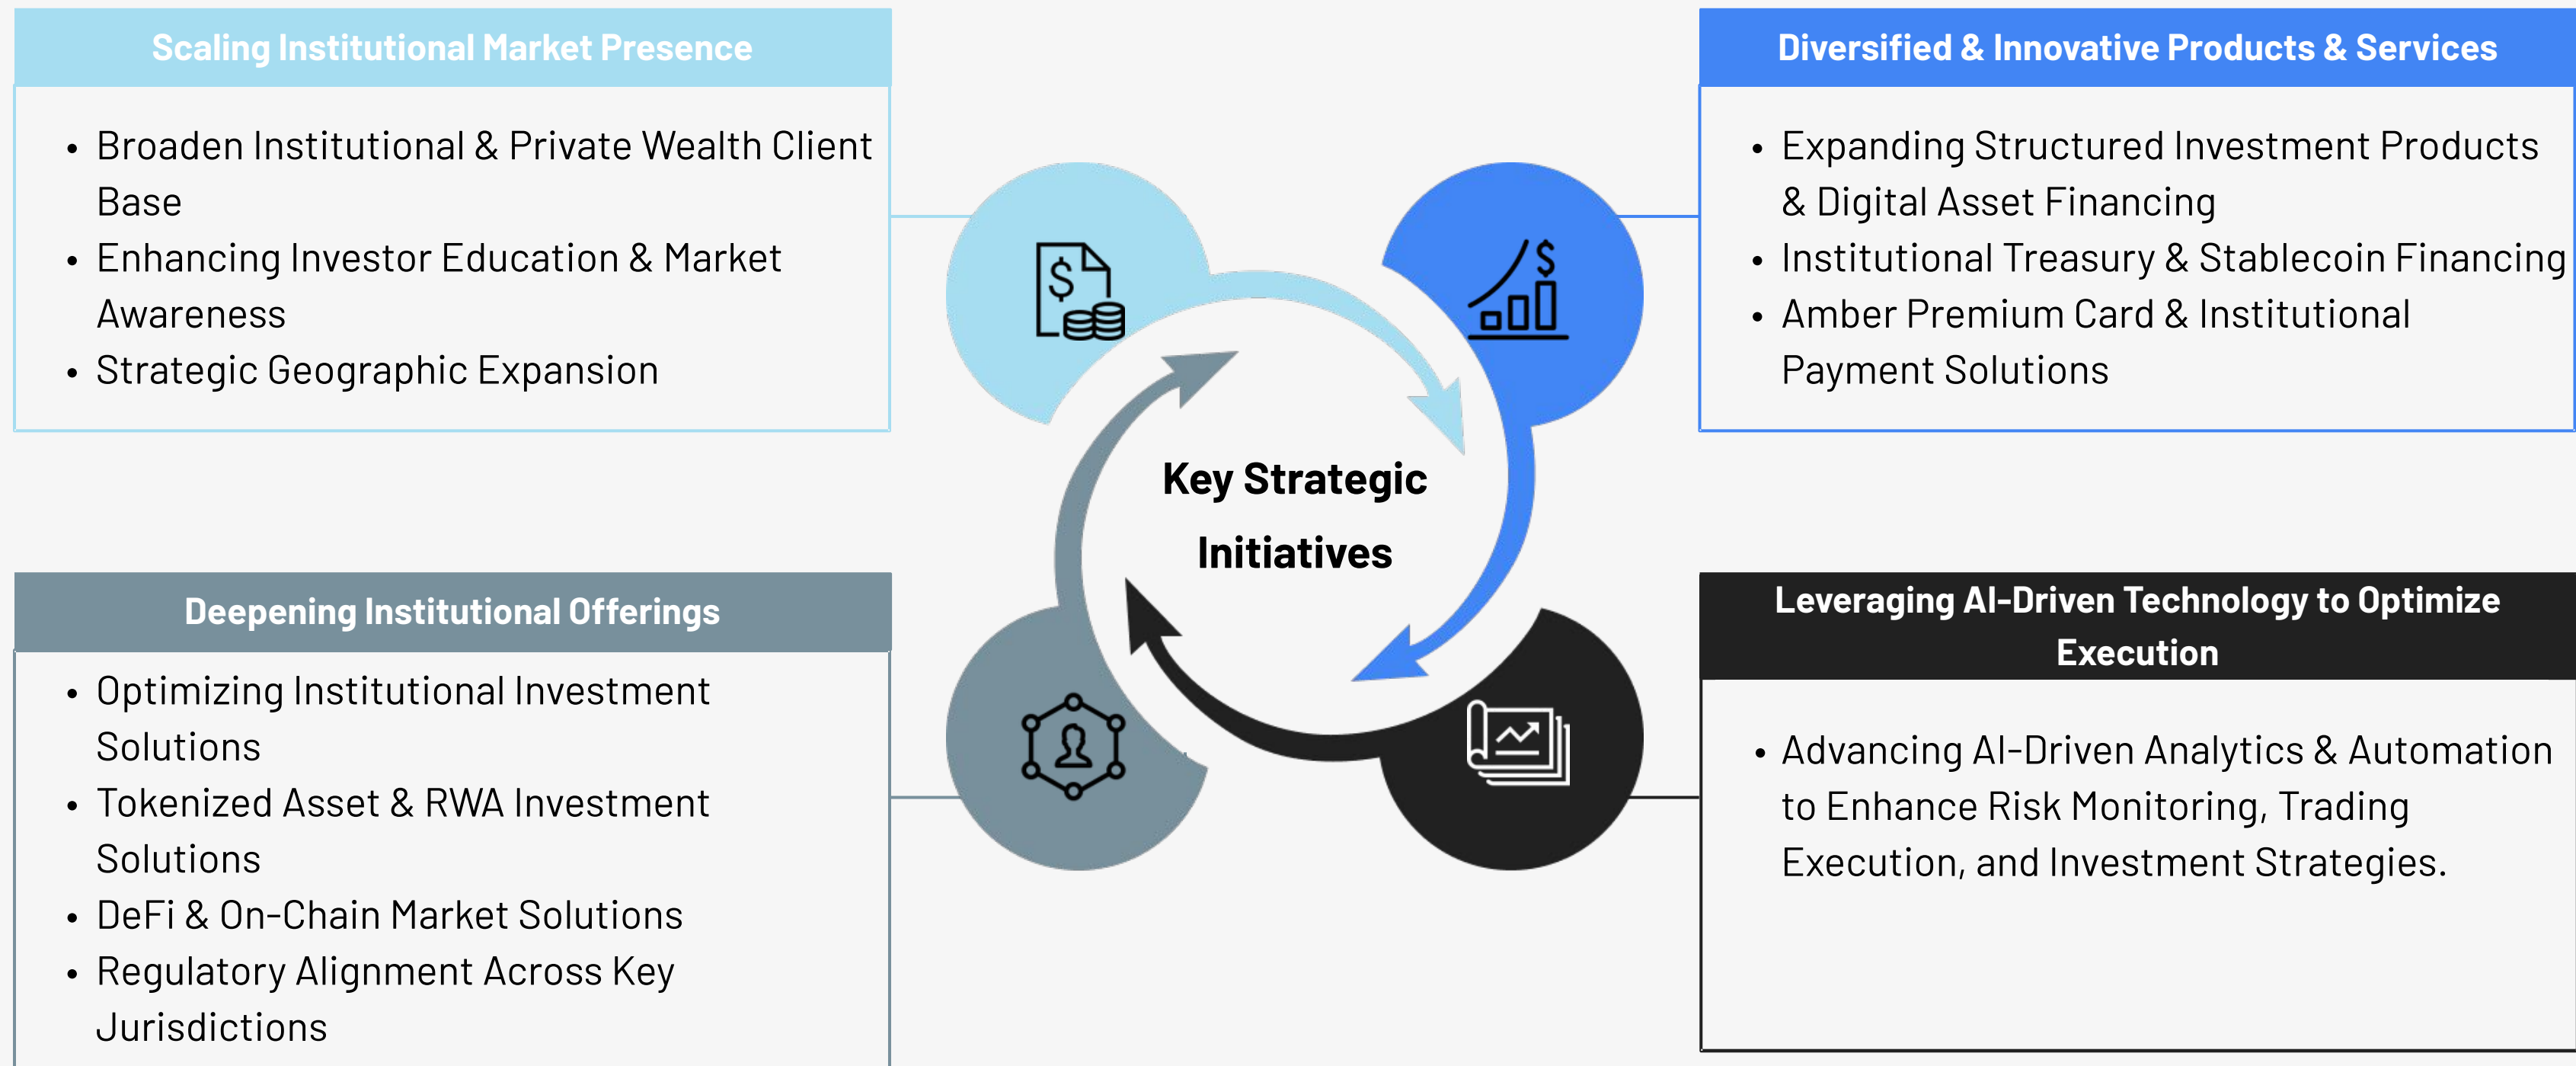 Scaling Institutional Market Presence
• Broaden Institutional & Private Wealth Client
Base
• Enhancing Investor Education & Market
Awareness
• Strategic Geographic Expansion
Diversified & Innovative Products & Services
• Expanding Structured Investment Products
& Digital Asset Financing
• Institutional Treasury & Stablecoin Financing
• Amber Premium Card & Institutional
Payment Solutions
$
$
Key Strategic
Initiatives
Deepening Institutional Offerings
• Optimizing Institutional Investment
Solutions
• Tokenized Asset & RWA Investment
Solutions
• DeFi & On-Chain Market Solutions
• Regulatory Alignment Across Key
Jurisdictions
Leveraging AI-Driven Technology to Optimize
Execution
• Advancing AI-Driven Analytics & Automation
to Enhance Risk Monitoring, Trading
Execution, and Investment Strategies.